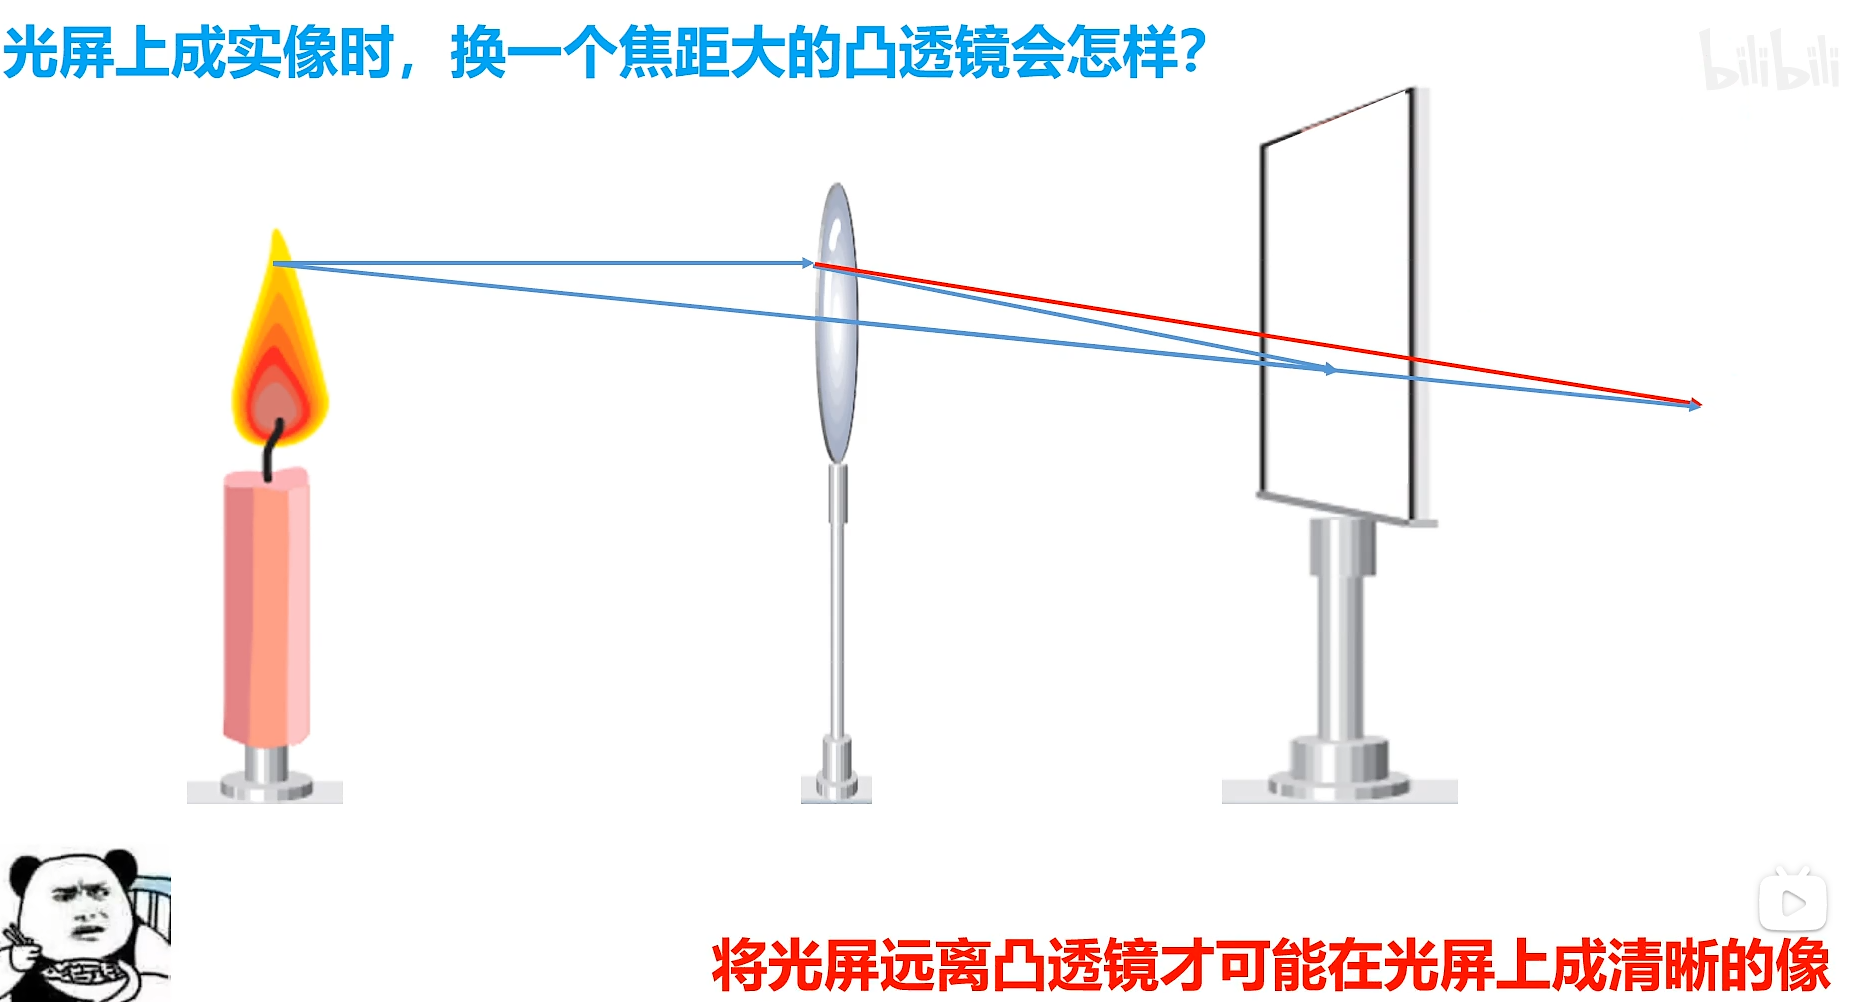 光屏上成实像时，换一个焦距大的凸透镜会怎样？
bilibili
将光屏远离凸透镜才可能在光屏上成清晰的像